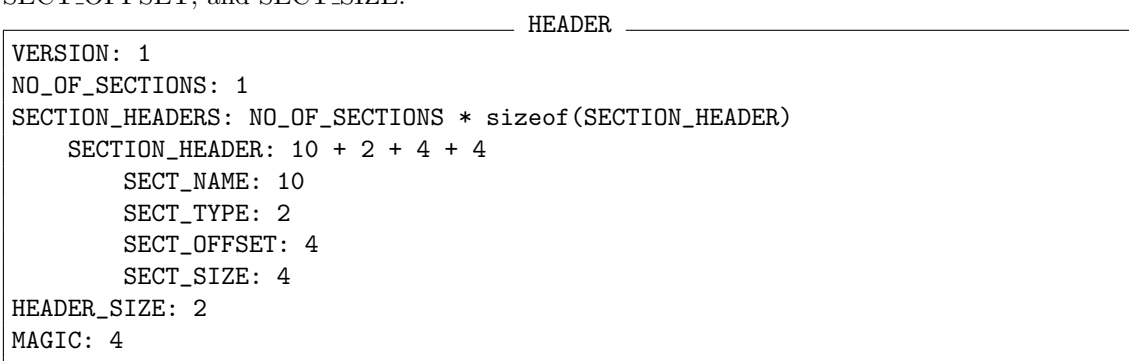 SECT_OFFSET, and SECT_SIZE.
HEADER
VERSION: 1
NO_OF_SECTIONS: 1
SECTION_HEADERS: NO_OF_SECTIONS * sizeof(SECTION_HEADER)
SECTION_HEADER: 10 + 2 + 4 + 4
SECT_NAME: 10
SECT_TYPE: 2
SECT_OFFSET: 4
SECT_SIZE: 4
HEADER_SIZE: 2
MAGIC: 4